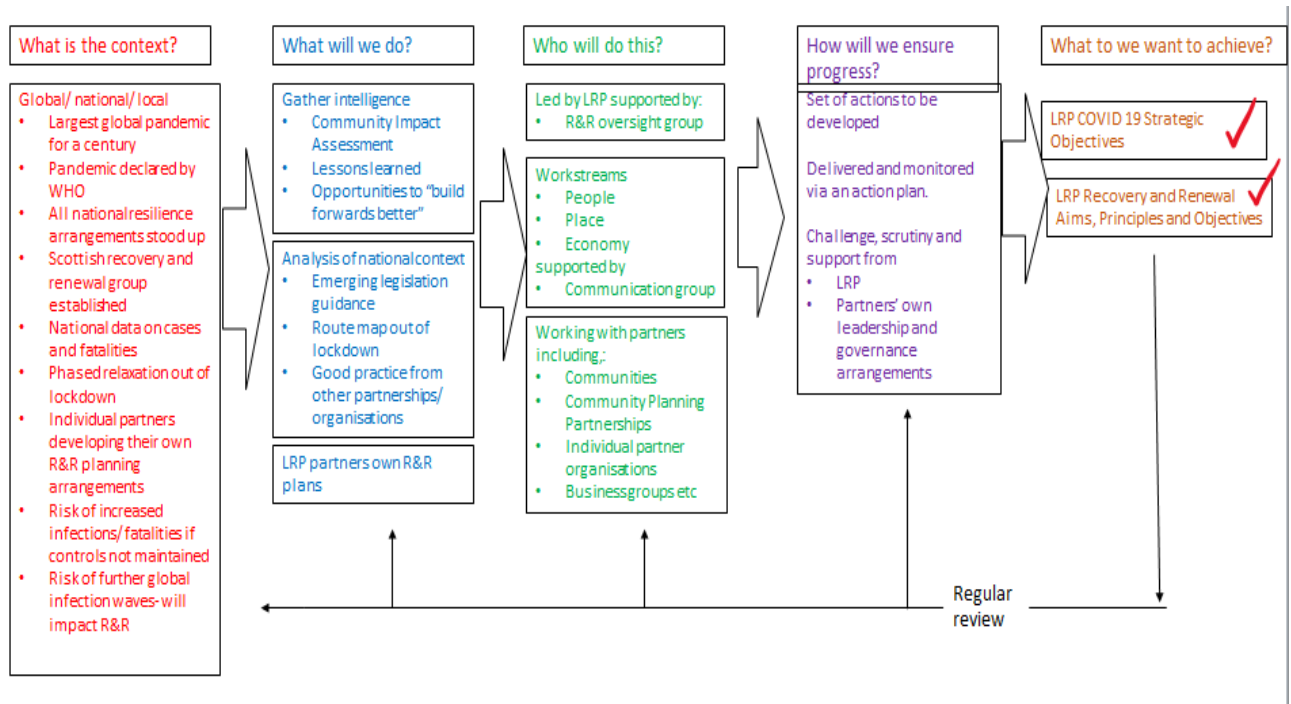 What is the context?
Global/ national/ local
• Largest global pandemic
for a century
• Pandemic declared by
WHO
• All national resilience
arrangements stood up
• Scottish recovery and
renewal group
established
• National data on cases
and fatalities
• Phased relaxation out of
lockdown
• Individual partners
developing their own
R&R planning
arrangements
• Risk of increased
infections/ fatalities if
controls not maintained
• Risk of further global
infection waves- will
impact R&R
What will we do?
Gather intelligence
• Community Impact
Assessment
• Lessons learned
• Opportunities to “build
forwards better”
Analysis of national context
• Emerging legislation
guidance
• Route map out of
lockdown
• Good practice from
other partnerships/
organisations
LRP partners own R&R
plans
Who will do this?
Led by LRP supported by:
• R&R oversight group
Workstreams
• People
• Place
• Economy
supported by
• Communication group
Working with partners
including,:
• Communities
• Community Planning
Partnerships
• Individual partner
organisations
• Business groups etc
How will we ensure
progress?
Set of actions to be
developed
Delivered and monitored
via an action plan.
Challenge, scrutiny and
support from
• LRP
• Partners’ own
leadership and
governance
arrangements
What to we want to achieve?
LRP COVID 19 Strategic
Objectives
LRP Recovery and Renewal
Aims, Principles and Objectives
Regular
review